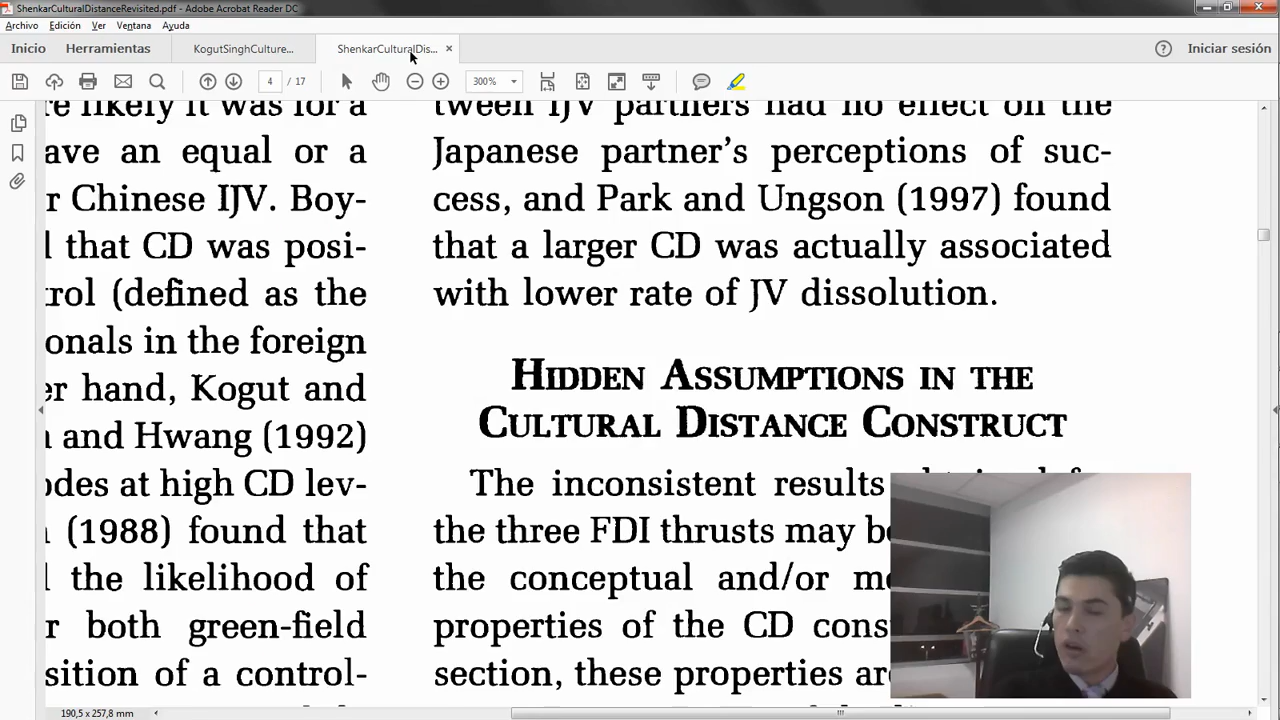 ShenkarCulturalDistanceRevisited.pdf - Adobe Acrobat Reader DC
Archivo Edición Ver Ventana Ayuda
Inicio Herramientas KogutSinghCulture... ShenkarCulturalDis... × Iniciar sesión
4 / 17 300%
re likely it was for a
ave an equal or a
r Chinese IJV. Boy-
l that CD was posi-
trol (defined as the
onals in the foreign
er hand, Kogut and
and Hwang (1992)
odes at high CD lev-
(1988) found that
l the likelihood of
r both green-field
sition of a control-
tween IJV partners had no effect on the
Japanese partner's perceptions of suc-
cess, and Park and Ungson (1997) found
that a larger CD was actually associated
with lower rate of JV dissolution.
HIDDEN ASSUMPTIONS IN THE
CULTURAL DISTANCE CONSTRUCT
The inconsistent results
the three FDI thrusts may be
the conceptual and/or m
properties of the CD cons
section, these properties are
190,5 x 257,8 mm